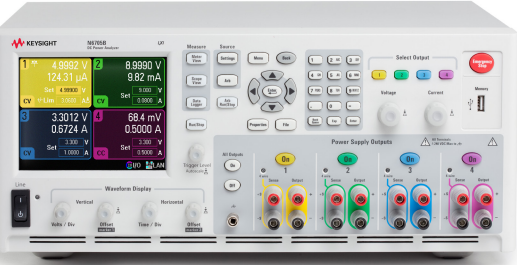 KEYSIGHT N6705B
DC Power Analyzer
UP
Measure Source
Select Output
Meter View
Settings
Menu
Back
Emergency Stop
Scope View
Arb
Enter
Voltage Current
Memory
Data Logger
Arb Run/Stop
Run/Stop
Properties
File
1 4.9992 V
124.31 µA
Set 4.99900 V
CV
2 8.9990 V
9.82 mA
Set 5.000 V
0.0800 A
3 3.3012 V
0.6724 A
Set 3.300 V
CV 1.0000 A
4 68.4 mV
0.5000 A
Set 3.300 V
CC 0.5000 A
I/O LAN
Trigger Level
All Outputs
On
Off
Power Supply Outputs
On On On On
1 2 3 4
Sense Output Sense Output Sense Output Sense Output
Line
Waveform Display
Vertical Horizontal
Volts / Div Offset Time / Div Offset